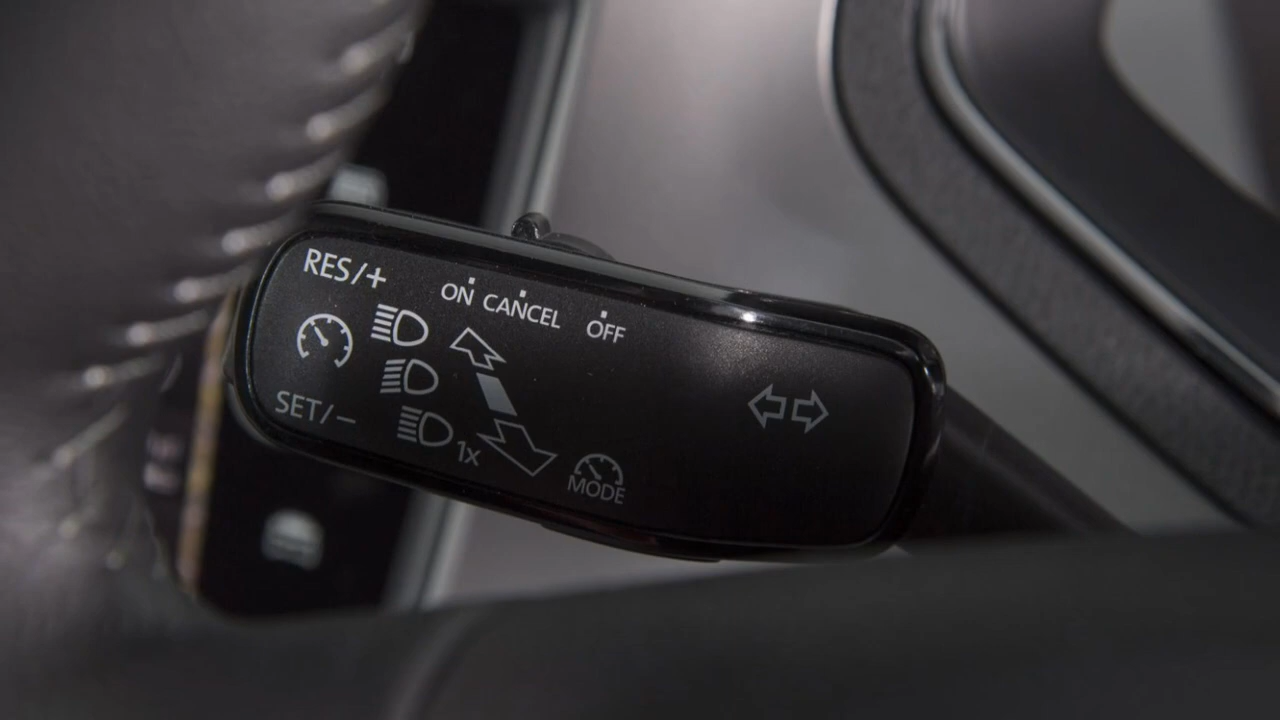 RES/+
ON CANCEL OFF
SET/−
1x
MODE